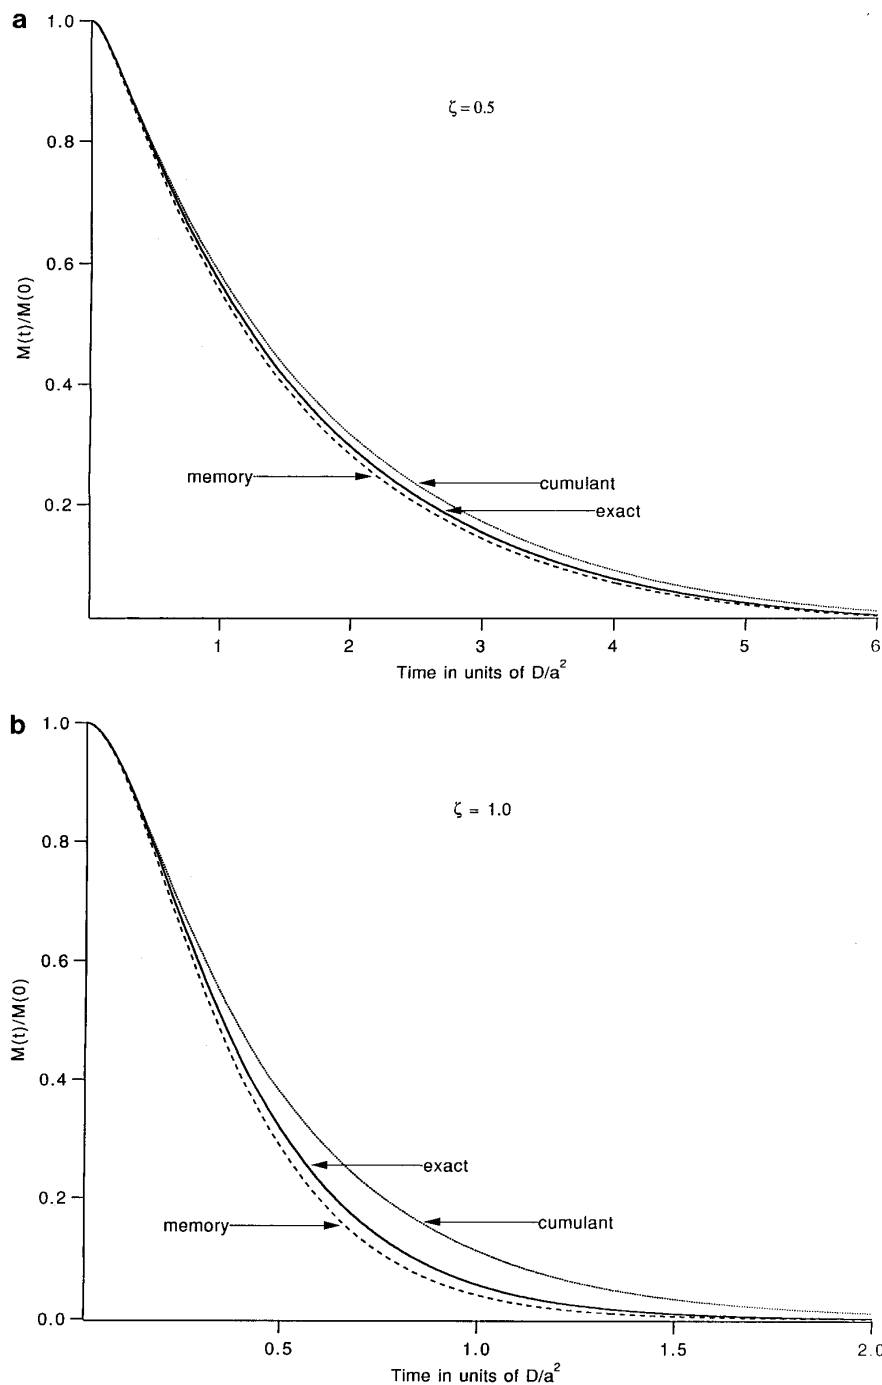 a
1.0
ζ = 0.5
0.8
0.6
M(t)/M(0)
0.4
memory
cumulant
exact
0.2
1 2 3 4 5 6
Time in units of D/a²
b
1.0
ζ = 1.0
0.8
0.6
M(t)/M(0)
0.4
exact
0.2
memory
cumulant
0.0
0.5 1.0 1.5 2.0
Time in units of D/a²